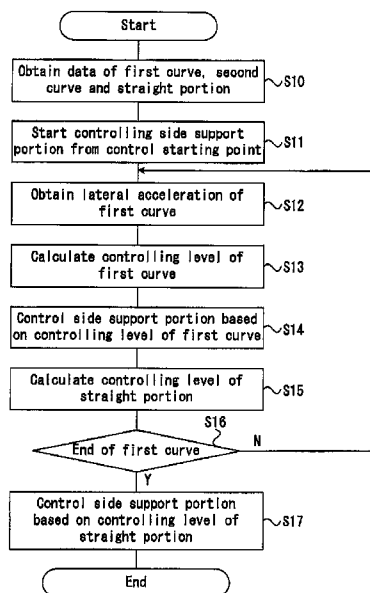 Start
Obtain data of first curve, second
curve and straight portion
S10
Start controlling side support
portion from control starting point
S11
Obtain lateral acceleration of
first curve
S12
Calculate controlling level of
first curve
S13
Control side support portion based
on controlling level of first curve
S14
Calculate controlling level of
straight portion
S15
S16
End of first curve
N
Y
Control side support portion
based on controlling level of
straight portion
S17
End